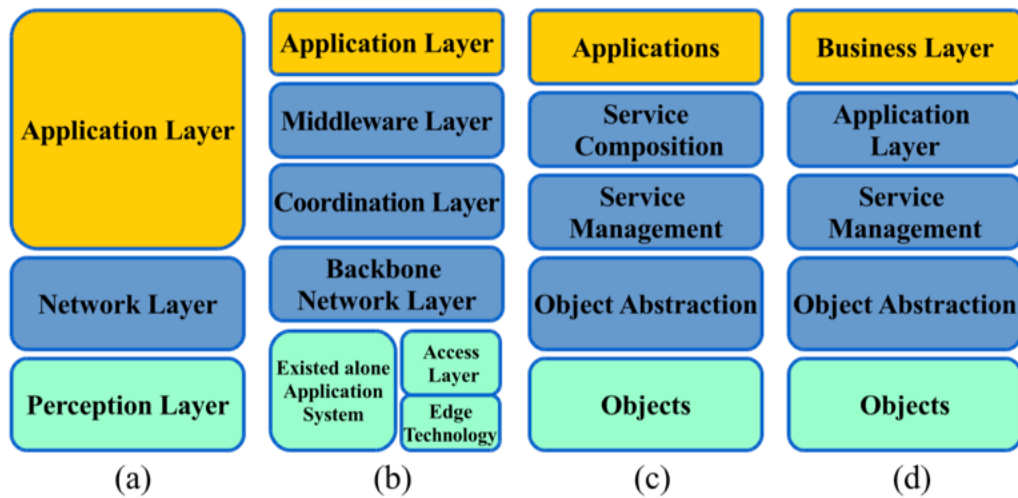 Application Layer
Network Layer
Perception Layer
(a)
Application Layer
Middleware Layer
Coordination Layer
Backbone
Network Layer
Existed alone
Application
System
Access
Layer
Edge
Technology
(b)
Applications
Service
Composition
Service
Management
Object Abstraction
Objects
(c)
Business Layer
Application
Layer
Service
Management
Object Abstraction
Objects
(d)